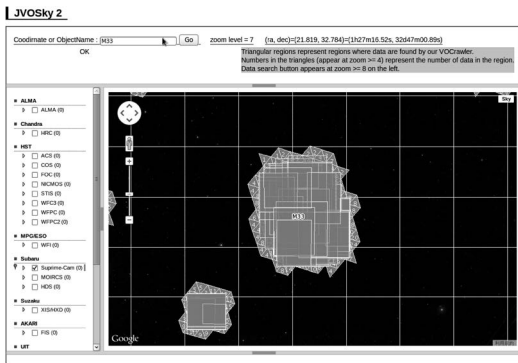 JVOSky 2
Coodimate or ObjectName : M33 Go zoom level = 7 (ra, dec)=(21.819, 32.784)=(1h27m16.52s, 32d47m00.89s)
OK
Triangular regions represent regions where data are found by our VOCrawler.
Numbers in the triangles (appear at zoom >= 4) represent the number of data in the region.
Data search button appears at zoom >= 8 on the left.
ALMA
ALMA (0)
Chandra
HRC (0)
HST
ACS (0)
COS (0)
FOC (0)
NICMOS (0)
STIS (0)
WFC3 (0)
WFPC (0)
WFPC2 (0)
MPG/ESO
WFI (0)
Subaru
Suprime-Cam (0)
MOIRCS (0)
HDS (0)
Suzaku
XIS/HXD (0)
AKARI
FIS (0)
UIT
Sky
M33
Google